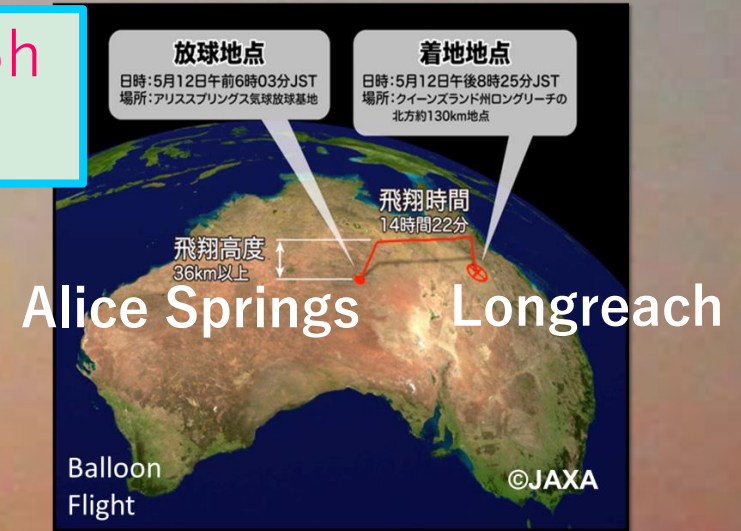 放球地点
日時:5月12日午前6時03分JST
場所:アリススプリングス気球放球基地
着地地点
日時:5月12日午後8時25分JST
場所:クイーンズランド州ロングリーチの
北方約130km地点
飛翔時間
14時間22分
飛翔高度
36km以上
Alice Springs
Longreach
Balloon
Flight
©JAXA